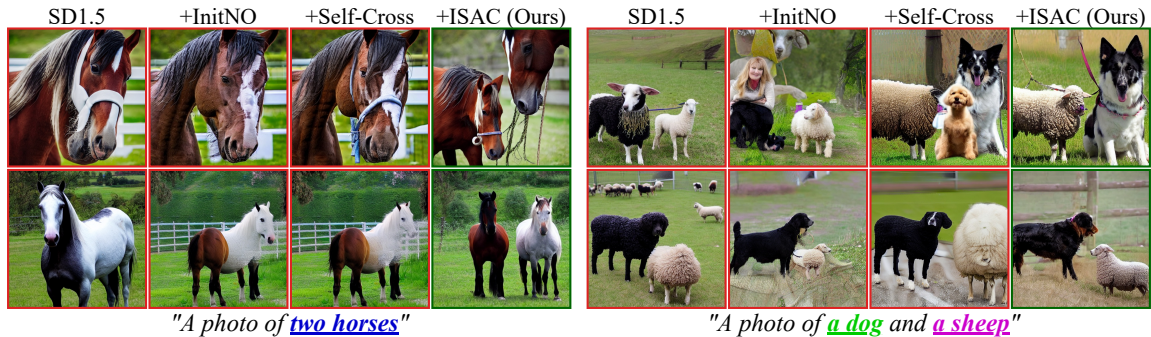 SD1.5 +InitNO +Self-Cross +ISAC (Ours) SD1.5 +InitNO +Self-Cross +ISAC (Ours)
"A photo of two horses" "A photo of a dog and a sheep"